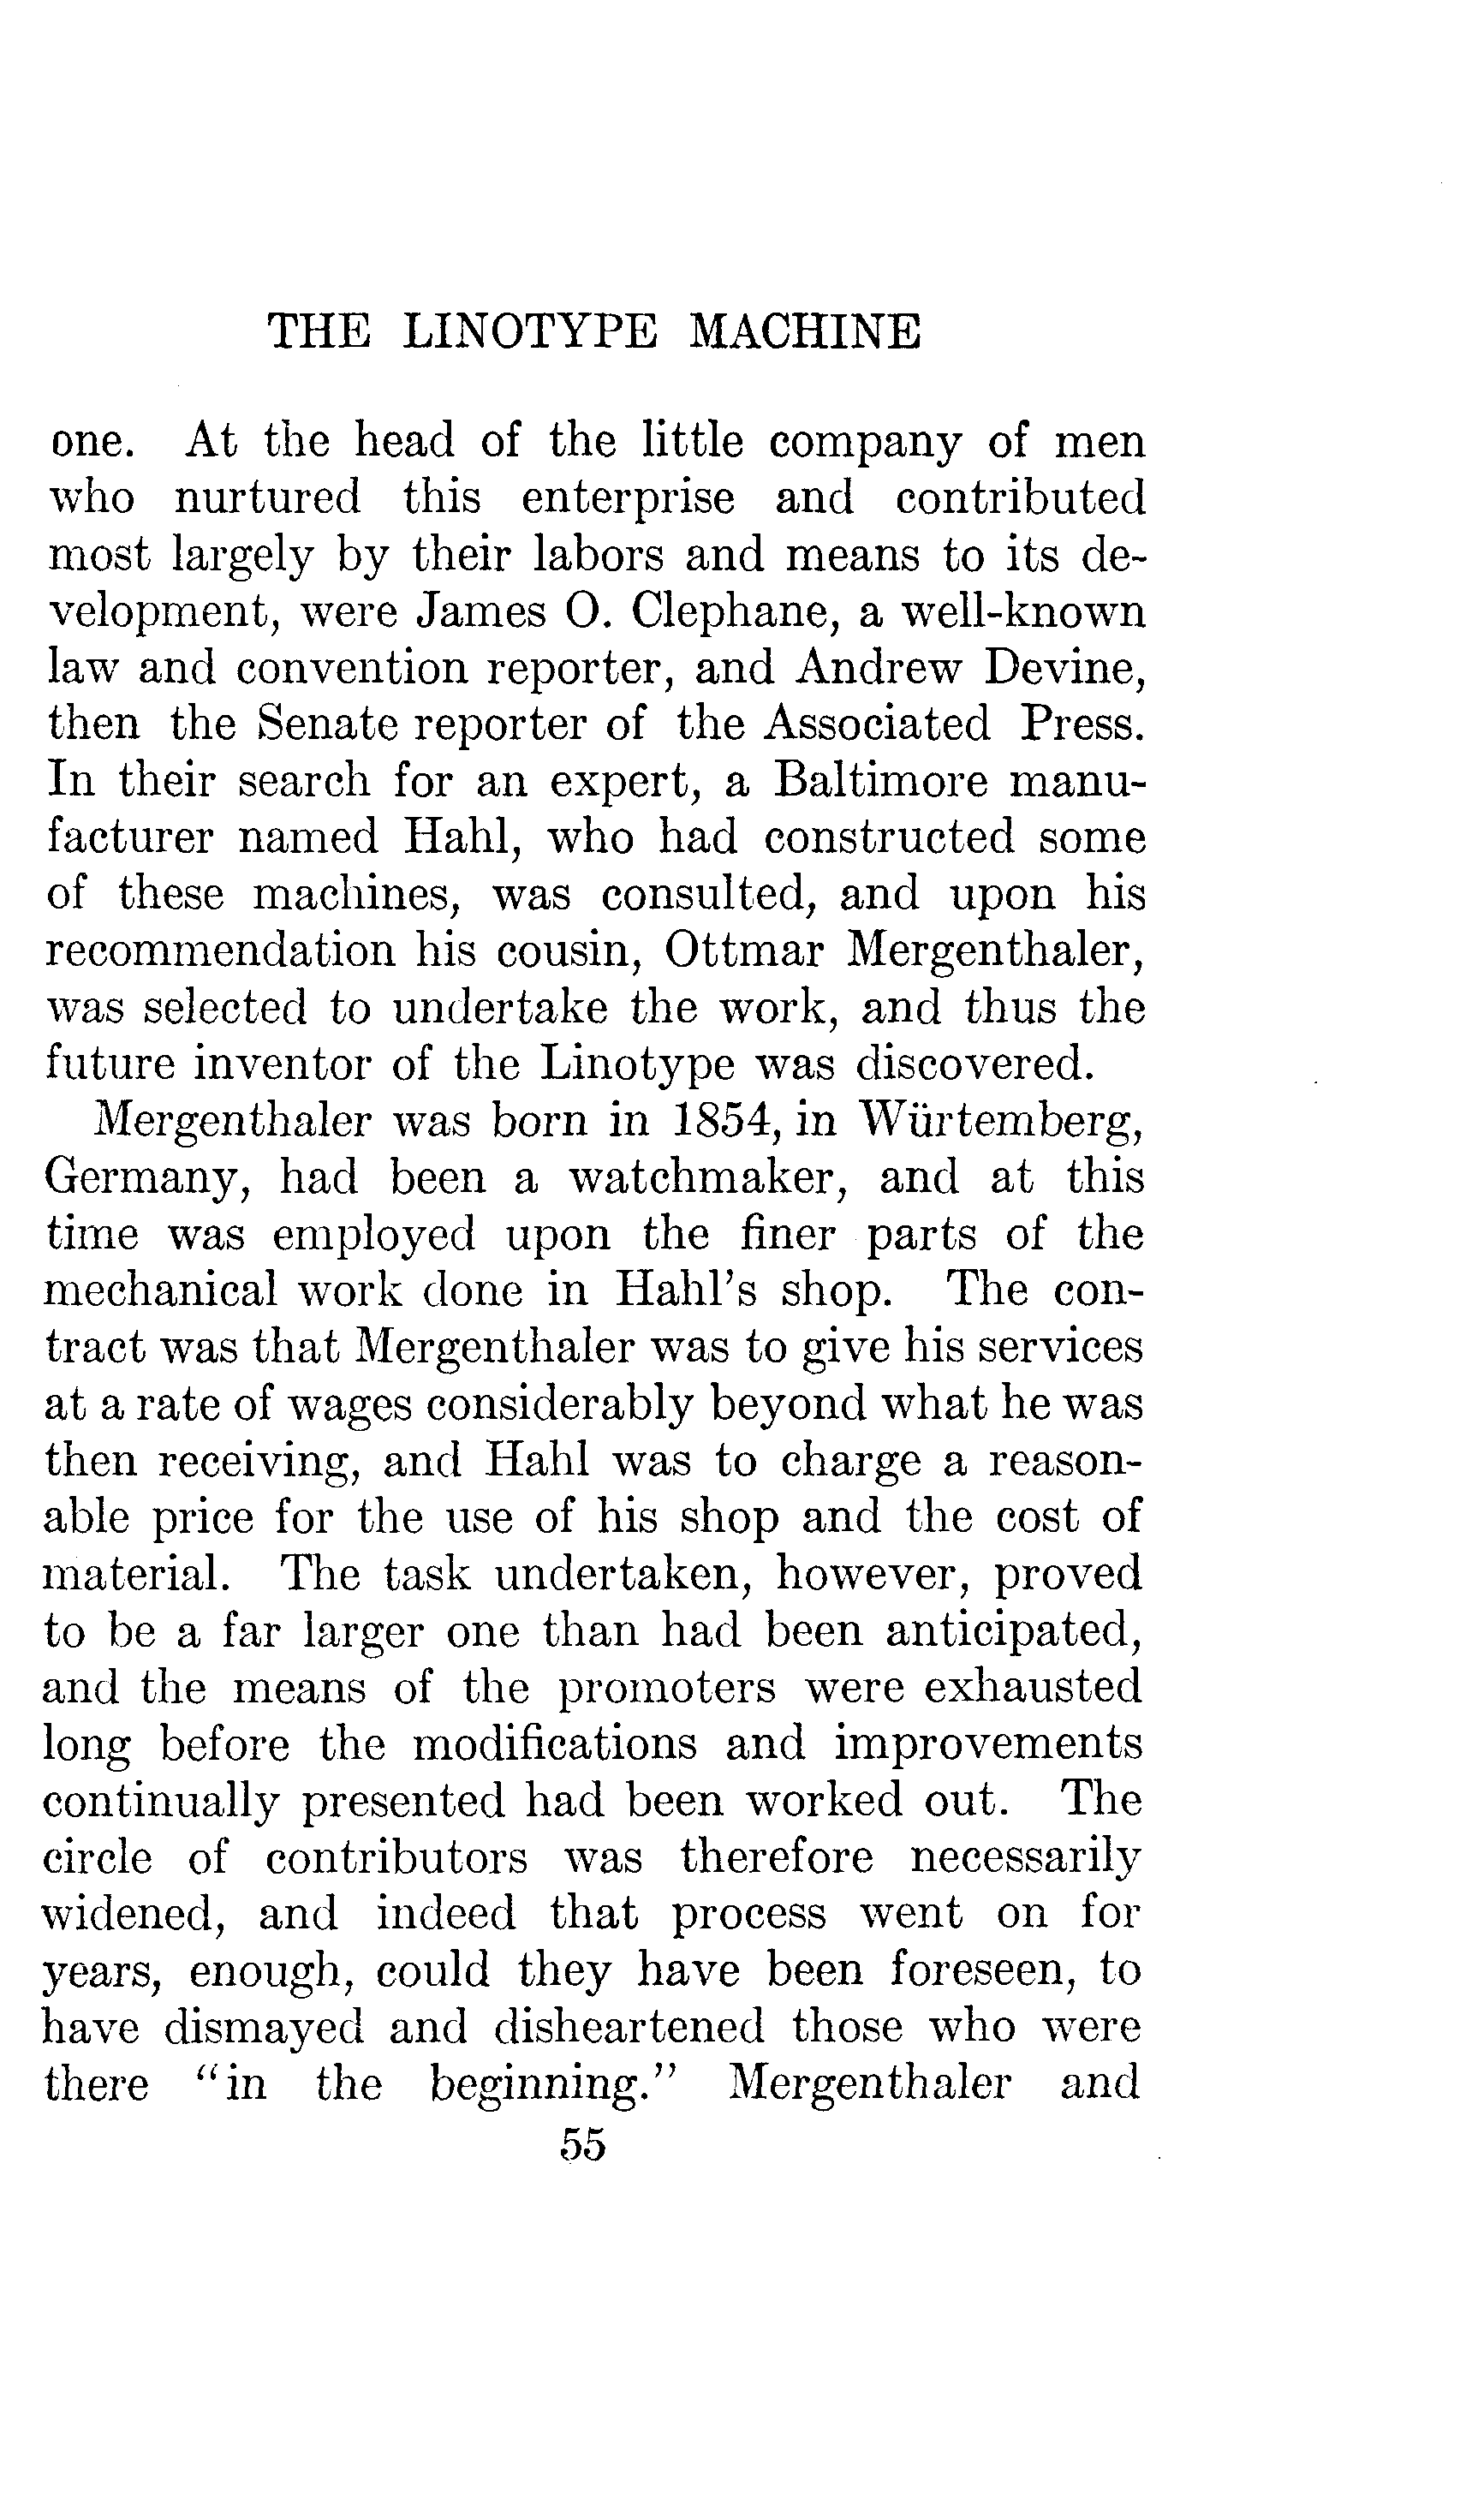 THE LINOTYPE MACHINE
one. At the head of the little company of men
who nurtured this enterprise and contributed
most largely by their labors and means to its de-
velopment, were James O. Clephane, a well-known
law and convention reporter, and Andrew Devine,
then the Senate reporter of the Associated Press.
In their search for an expert, a Baltimore manu-
facturer named Hahl, who had constructed some
of these machines, was consulted, and upon his
recommendation his cousin, Ottmar Mergenthaler,
was selected to undertake the work, and thus the
future inventor of the Linotype was discovered.
Mergenthaler was born in 1854, in Würtemberg,
Germany, had been a watchmaker, and at this
time was employed upon the finer parts of the
mechanical work done in Hahl's shop. The con-
tract was that Mergenthaler was to give his services
at a rate of wages considerably beyond what he was
then receiving, and Hahl was to charge a reason-
able price for the use of his shop and the cost of
material. The task undertaken, however, proved
to be a far larger one than had been anticipated,
and the means of the promoters were exhausted
long before the modifications and improvements
continually presented had been worked out. The
circle of contributors was therefore necessarily
widened, and indeed that process went on for
years, enough, could they have been foreseen, to
have dismayed and disheartened those who were
there "in the beginning." Mergenthaler and
55